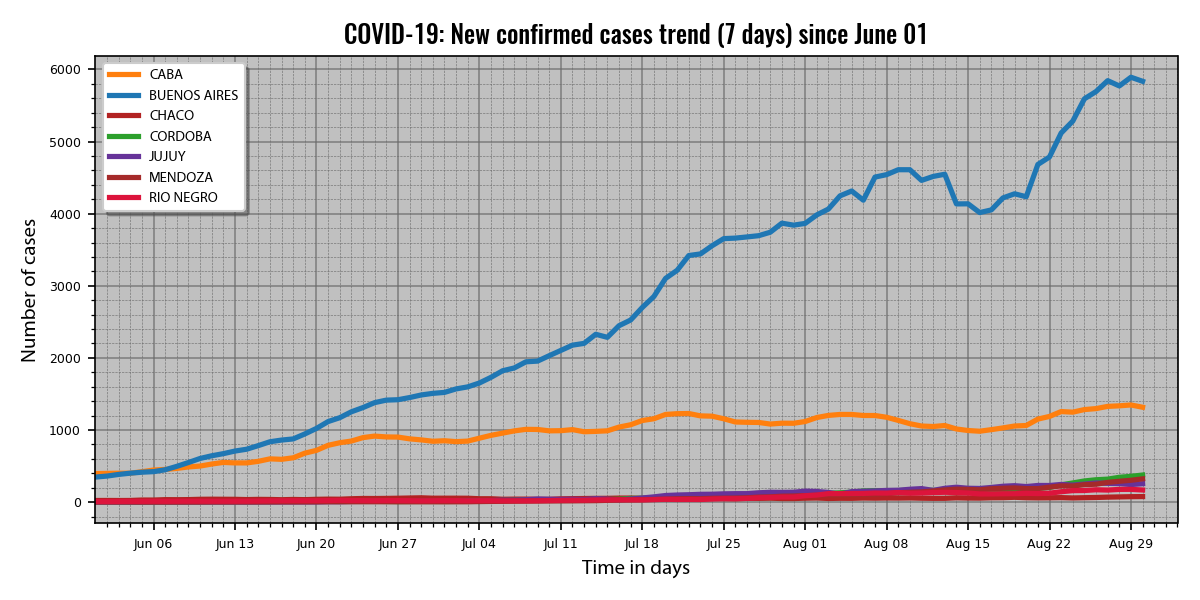 COVID-19: New confirmed cases trend (7 days) since June 01
CABA
BUENOS AIRES
CHACO
CORDOBA
JUJUY
MENDOZA
RIO NEGRO
Number of cases
6000
5000
4000
3000
2000
1000
0
Jun 06 Jun 13 Jun 20 Jun 27 Jul 04 Jul 11 Jul 18 Jul 25 Aug 01 Aug 08 Aug 15 Aug 22 Aug 29
Time in days